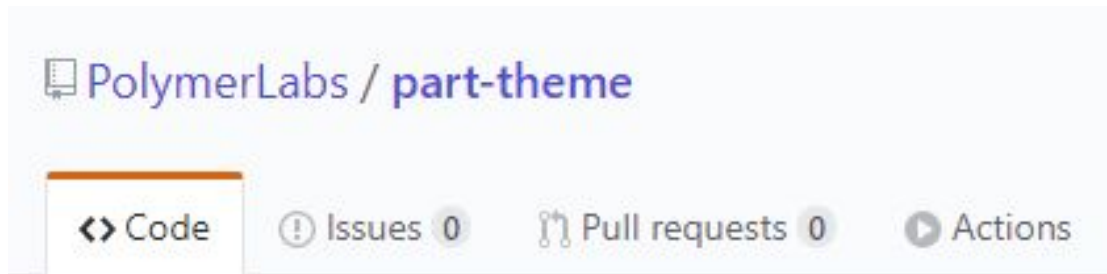 PolymerLabs / part-theme
Code Issues 0 Pull requests 0 Actions